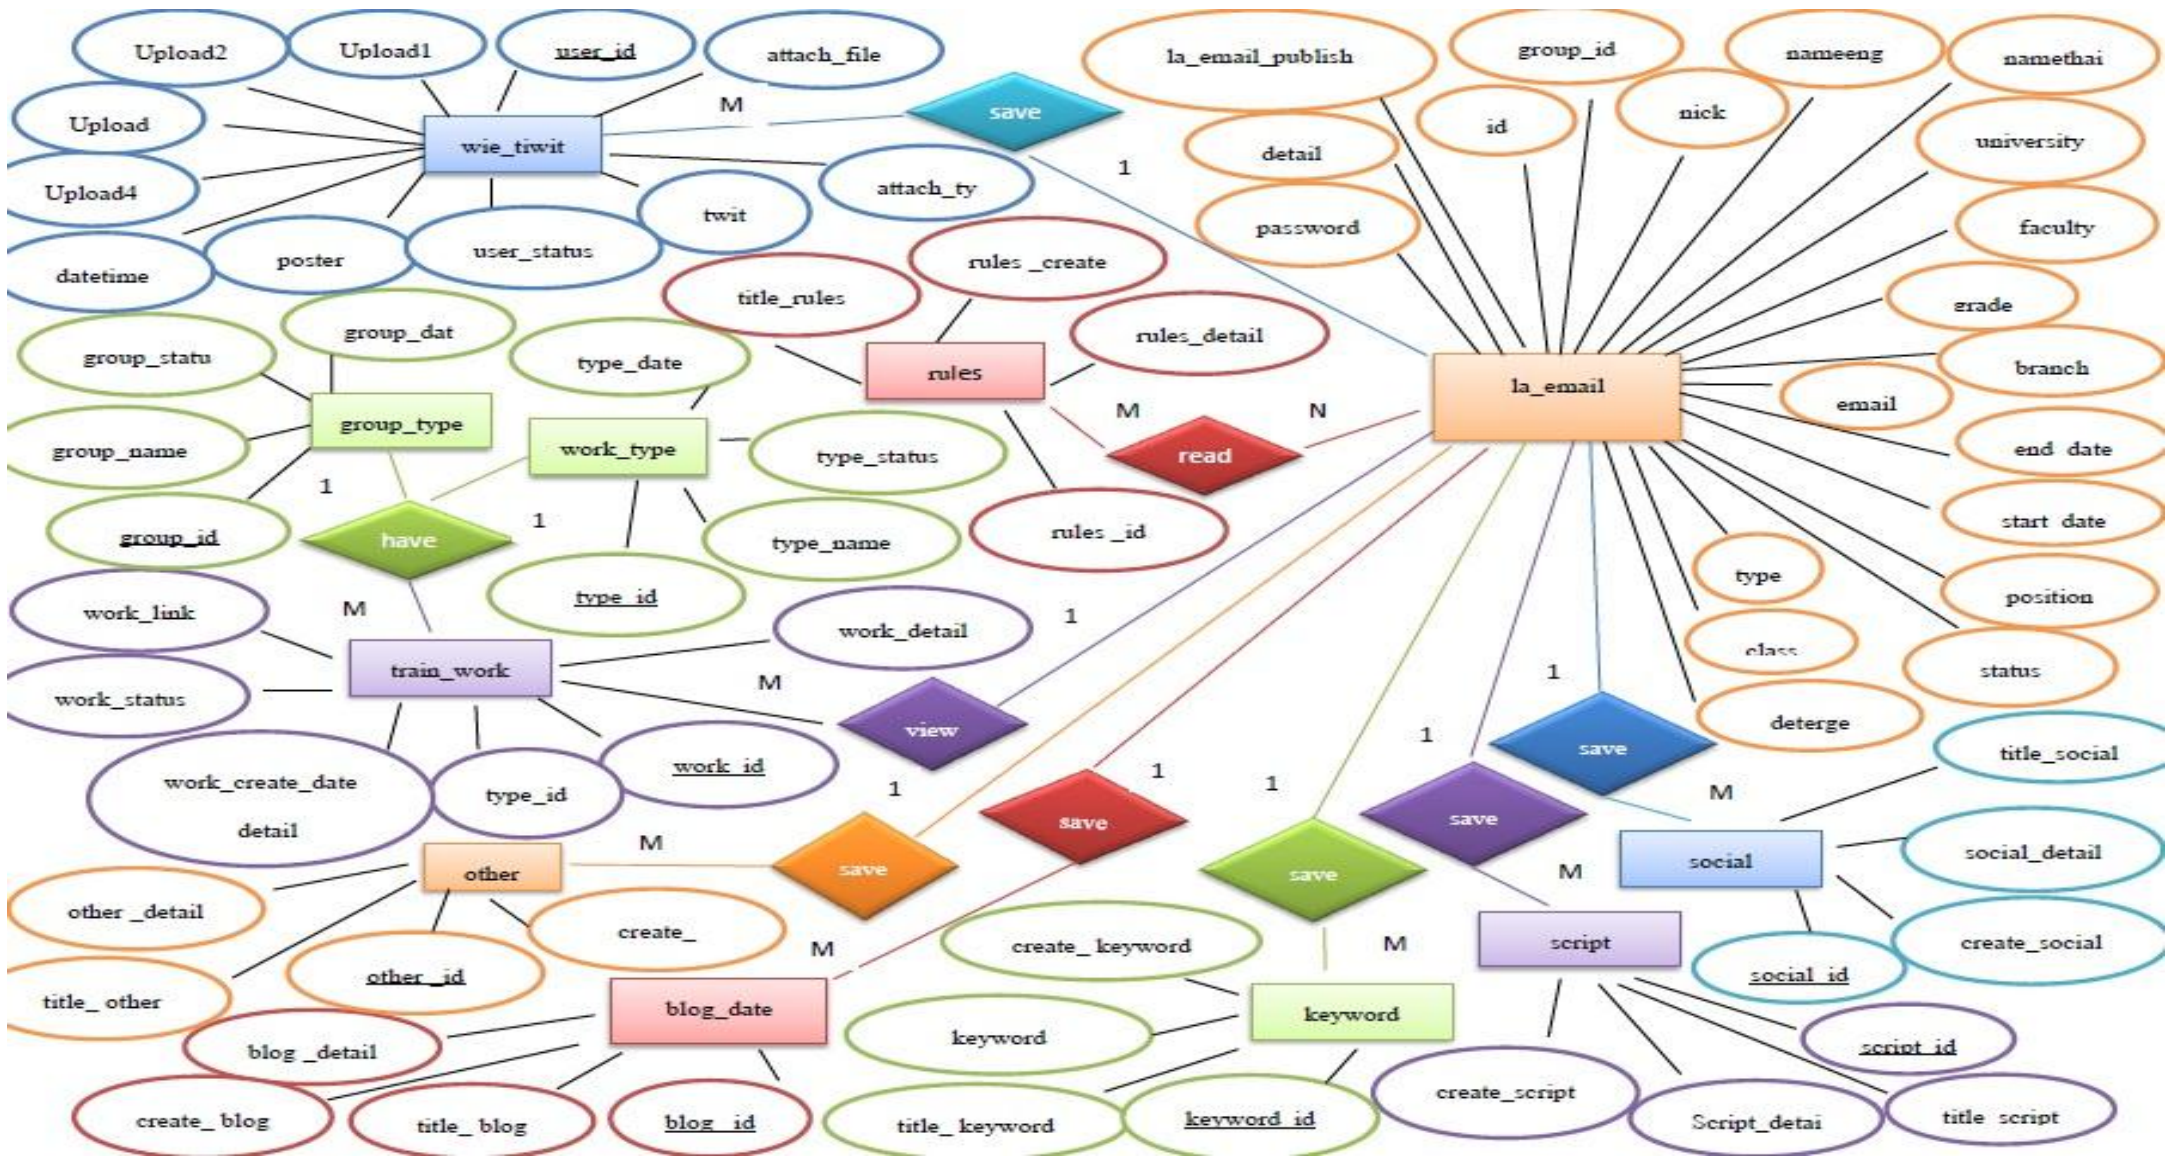 Upload2
Upload1
user_id
attach_file
la_email_publish
group_id
nameeng
namethai
Upload
wie_tiwit
M
save
detail
id
nick
university
1
Upload4
attach_ty
twit
password
faculty
datetime
poster
user_status
rules _create
title_rules
rules_detail
grade
group_statu
group_dat
type_date
rules
la_email
branch
email
group_name
group_type
work_type
type_status
M
N
read
end_date
1
1
group_id
have
type_name
rules _id
start_date
type_id
type
position
work_link
M
work_detail
1
class
status
work_status
train_work
M
view
1
deterge
work_create_date
detail
type_id
work_id
1
1
1
1
save
title_social
M
other
M
save
save
save
save
M
social
social_detail
other _detail
create_
other _id
title_ other
M
create_ keyword
M
script
create_social
social_id
blog_date
keyword
keyword
script_id
blog _detail
create_ blog
title_ blog
blog _id
title_ keyword
keyword_id
create_script
Script_detai
title_script